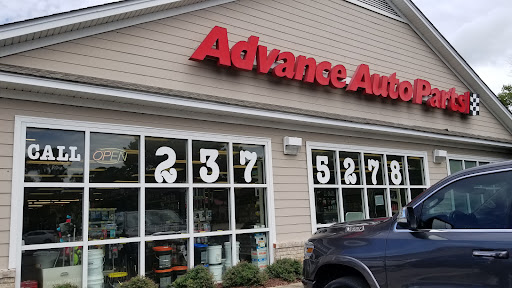 Advance Auto Parts
CALL OPEN 237 5278